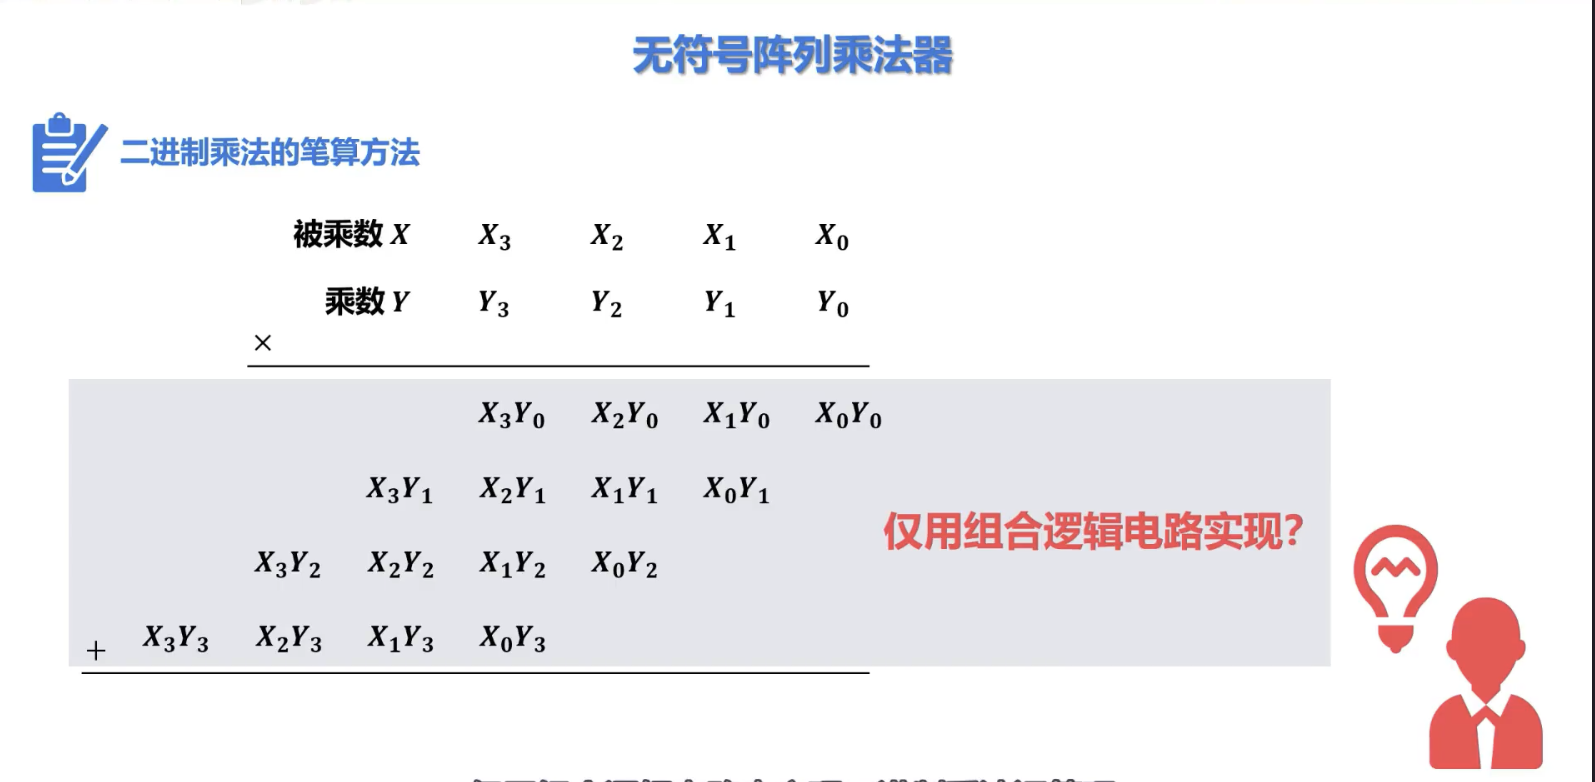 无符号阵列乘法器
二进制乘法的笔算方法
被乘数 X X₃ X₂ X₁ X₀
乘数 Y Y₃ Y₂ Y₁ Y₀
×
X₃Y₀ X₂Y₀ X₁Y₀ X₀Y₀
X₃Y₁ X₂Y₁ X₁Y₁ X₀Y₁
仅用组合逻辑电路实现?
X₃Y₂ X₂Y₂ X₁Y₂ X₀Y₂
+ X₃Y₃ X₂Y₃ X₁Y₃ X₀Y₃